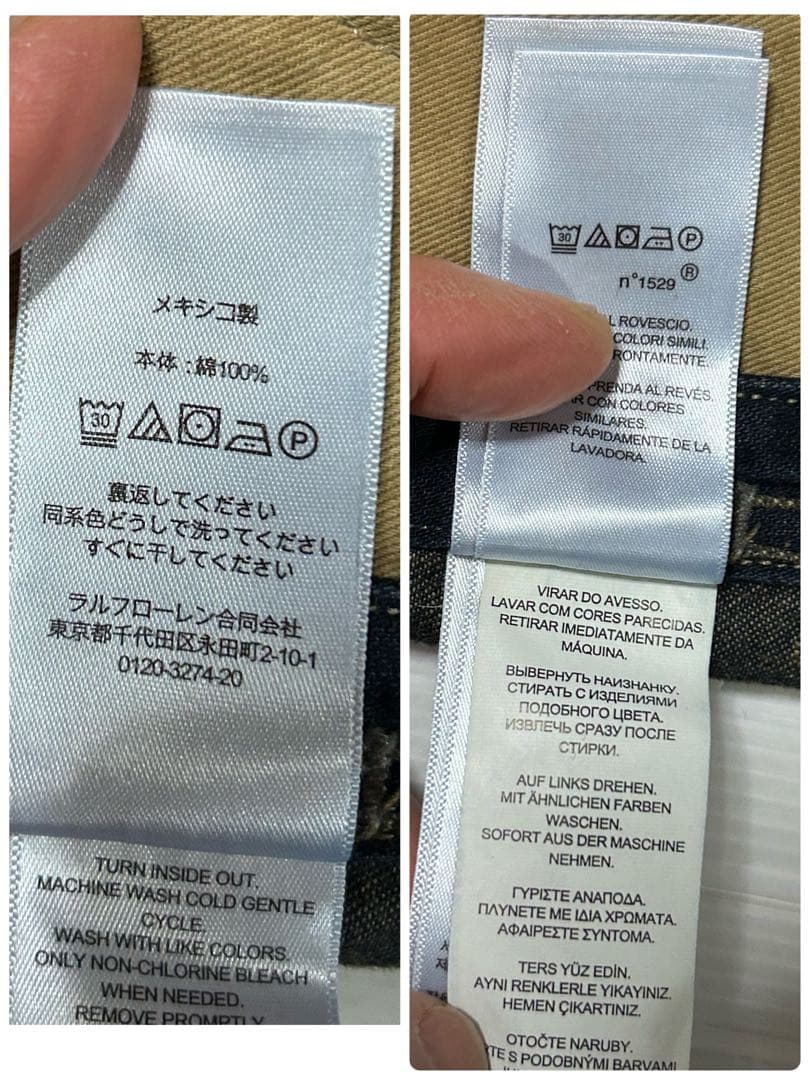 メキシコ製
本体 : 綿100%
30
P
裏返してください
同系色どうしで洗ってください
すぐに干してください
ラルフローレン合同会社
東京都千代田区永田町2-10-1
0120-3274-20
TURN INSIDE OUT.
MACHINE WASH COLD GENTLE
CYCLE.
WASH WITH LIKE COLORS.
ONLY NON-CHLORINE BLEACH
WHEN NEEDED.
REMOVE PROMPTLY
30
P
n°1529 ®
ROVESCIO.
COLORI SIMILI.
PRENDA AL REVÉS.
CON COLORES
SIMILARES.
RETIRAR RÁPIDAMENTE DE LA
LAVADORA.
VIRAR DO AVESSO.
LAVAR COM CORES PARECIDAS.
RETIRAR IMEDIATAMENTE DA
MÁQUINA.
ВЫВЕРНУТЬ НАИЗНАНКУ.
СТИРАТЬ С ИЗДЕЛИЯМИ
ПОДОБНОГО ЦВЕТА.
ИЗВЛЕЧЬ СРАЗУ ПОСЛЕ
СТИРКИ.
AUF LINKS DREHEN.
MIT ÄHNLICHEN FARBEN
WASCHEN.
SOFORT AUS DER MASCHINE
NEHMEN.
ΓΥΡΙΣΤΕ ΑΝΑΠΟΔΑ.
ΠΛΥΝΕΤΕ ΜΕ ΙΔΙΑ ΧΡΩΜΑΤΑ.
ΑΦΑΙΡΕΣΤΕ ΣΥΝΤΟΜΑ.
TERS YÜZ EDİN.
AYNI RENKLERLE YIKAYINIZ.
HEMEN ÇIKARTINIZ.
OTOČTE NARUBY.
S PODOBNÝMI BARVAMI